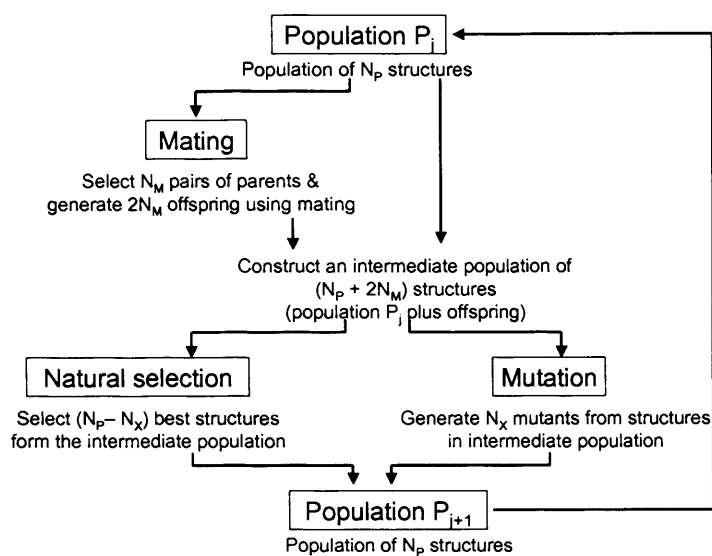 Population P_j
Population of N_P structures
Mating
Select N_M pairs of parents &
generate 2N_M offspring using mating
Construct an intermediate population of
(N_P + 2N_M) structures
(population P_j plus offspring)
Natural selection
Mutation
Select (N_P– N_X) best structures
form the intermediate population
Generate N_X mutants from structures
in intermediate population
Population P_j+1
Population of N_P structures